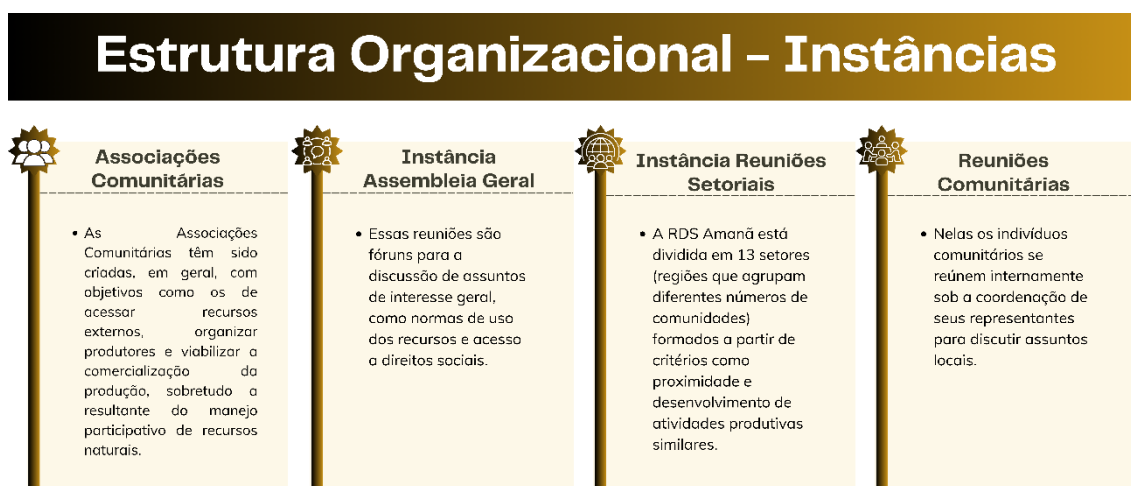 Estrutura Organizacional – Instâncias
Associações
Comunitárias
• As Associações
Comunitárias têm sido
criadas, em geral, com
objetivos como os de
acessar recursos
externos, organizar
produtores e viabilizar a
comercialização da
produção, sobretudo a
resultante do manejo
participativo de recursos
naturais.
Instância
Assembleia Geral
• Essas reuniões são
fóruns para a
discussão de assuntos
de interesse geral,
como normas de uso
dos recursos e acesso
a direitos sociais.
Instância Reuniões
Setoriais
• A RDS Amanã está
dividida em 13 setores
(regiões que agrupam
diferentes números de
comunidades)
formados a partir de
critérios como
proximidade e
desenvolvimento de
atividades produtivas
similares.
Reuniões
Comunitárias
• Nelas os indivíduos
comunitários se
reúnem internamente
sob a coordenação de
seus representantes
para discutir assuntos
locais.